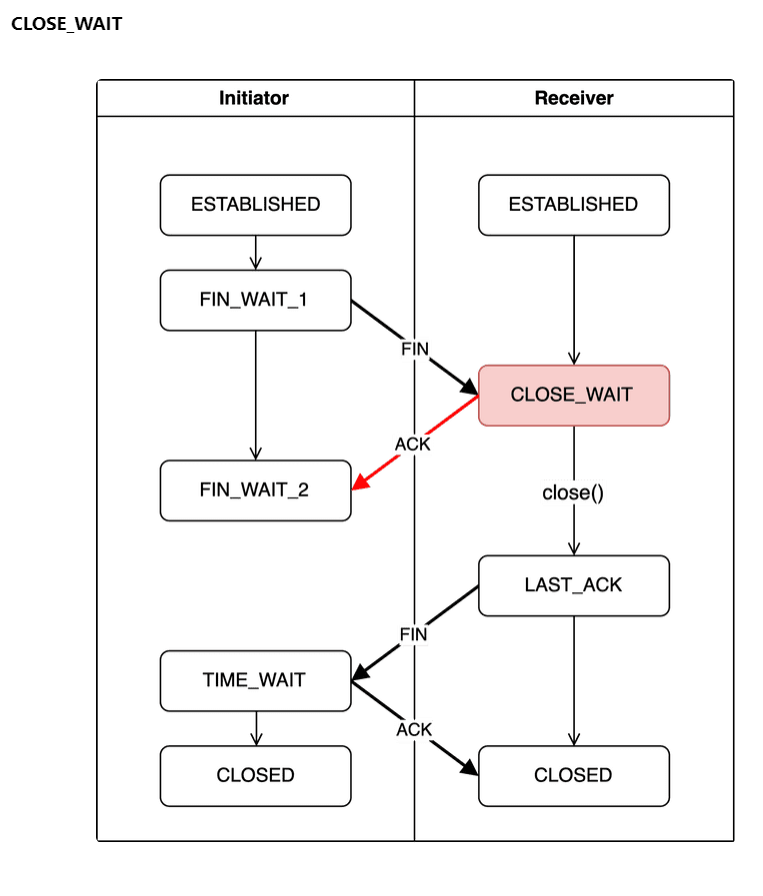 CLOSE_WAIT
Initiator
Receiver
ESTABLISHED
ESTABLISHED
FIN_WAIT_1
FIN
CLOSE_WAIT
ACK
FIN_WAIT_2
close()
LAST_ACK
FIN
TIME_WAIT
ACK
CLOSED
CLOSED